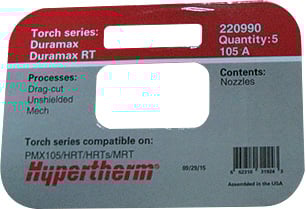 Torch series:
Duramax
Duramax RT
220990
Quantity:5
105 A
Processes:
Drag-cut
Unshielded
Mech
Contents:
Nozzles
Torch series compatible on:
PMX105/HRT/HRTs/MRT
Hypertherm®
09/29/15
Assembled in the USA